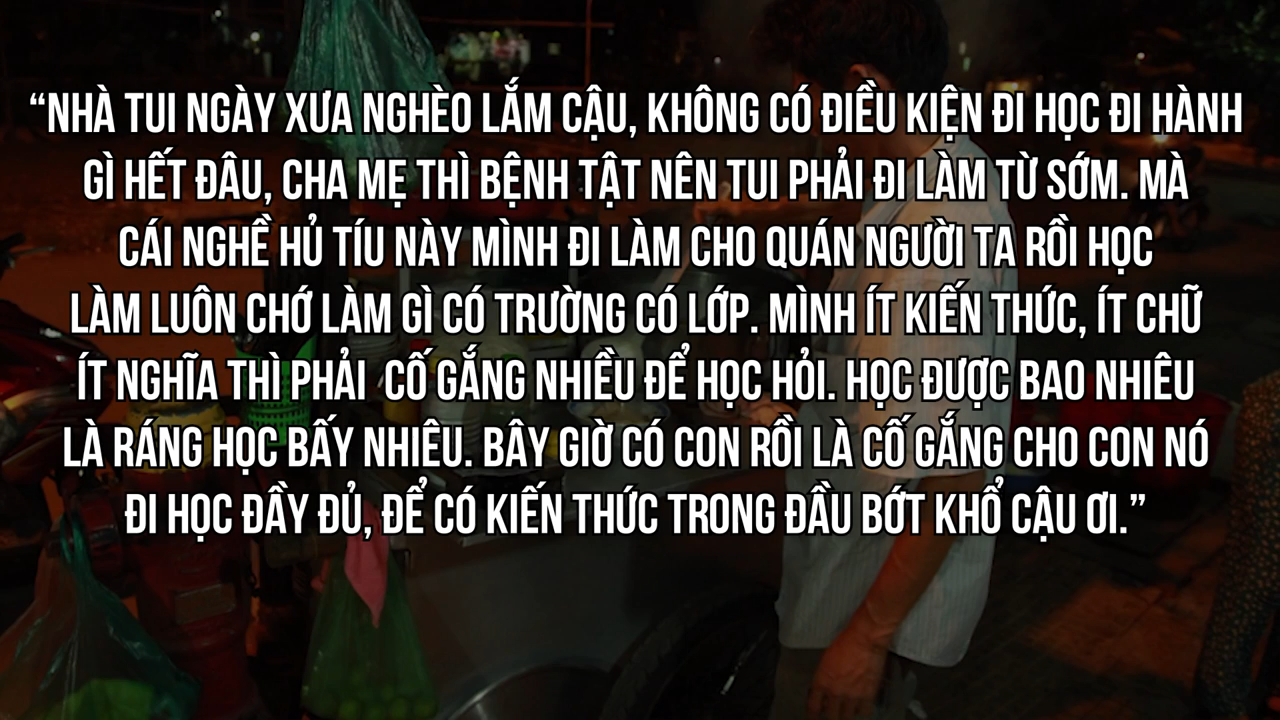 “NHÀ TUI NGÀY XƯA NGHÈO LẮM CẬU, KHÔNG CÓ ĐIỀU KIỆN ĐI HỌC ĐI HÀNH
GÌ HẾT ĐÂU, CHA MẸ THÌ BỆNH TẬT NÊN TUI PHẢI ĐI LÀM TỪ SỚM. MÀ
CÁI NGHỀ HỦ TÍU NÀY MÌNH ĐI LÀM CHO QUÁN NGƯỜI TA RỒI HỌC
LÀM LUÔN CHỚ LÀM GÌ CÓ TRƯỜNG CÓ LỚP. MÌNH ÍT KIẾN THỨC, ÍT CHỮ
ÍT NGHĨA THÌ PHẢI CỐ GẮNG NHIỀU ĐỂ HỌC HỎI. HỌC ĐƯỢC BAO NHIÊU
LÀ RÁNG HỌC BẤY NHIÊU. BÂY GIỜ CÓ CON RỒI LÀ CỐ GẮNG CHO CON NÓ
ĐI HỌC ĐẦY ĐỦ, ĐỂ CÓ KIẾN THỨC TRONG ĐẦU BỚT KHỔ CẬU ƠI.”